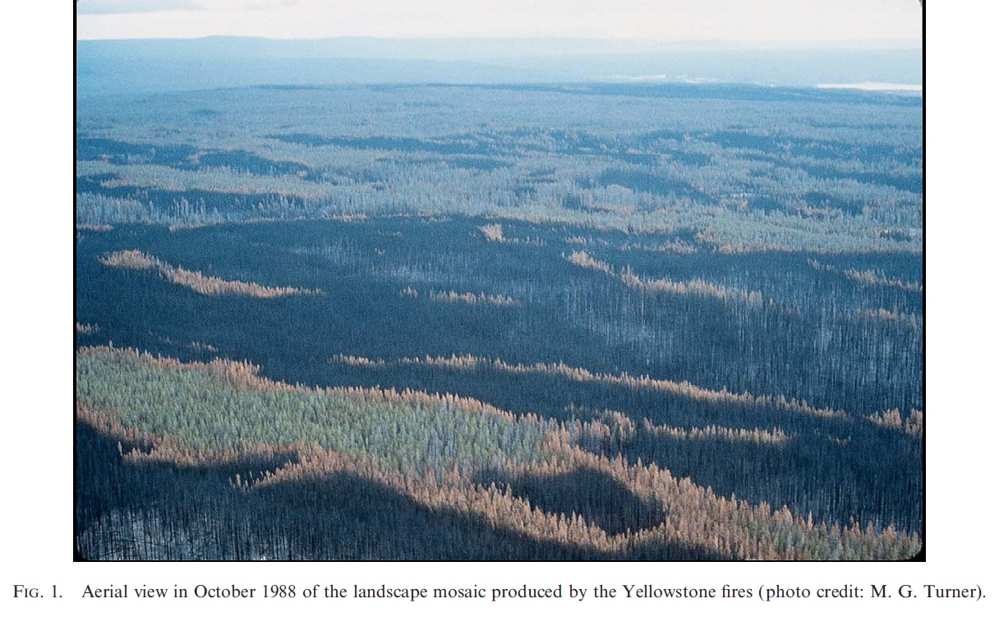 FIG. 1. Aerial view in October 1988 of the landscape mosaic produced by the Yellowstone fires (photo credit: M. G. Turner).